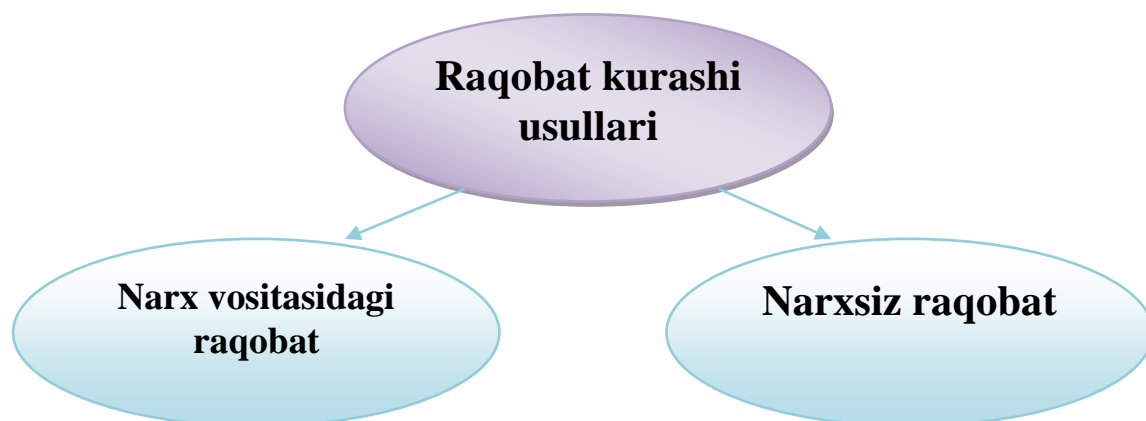 Raqobat kurashi
usullari
Narx vositasidagi
raqobat
Narxsiz raqobat